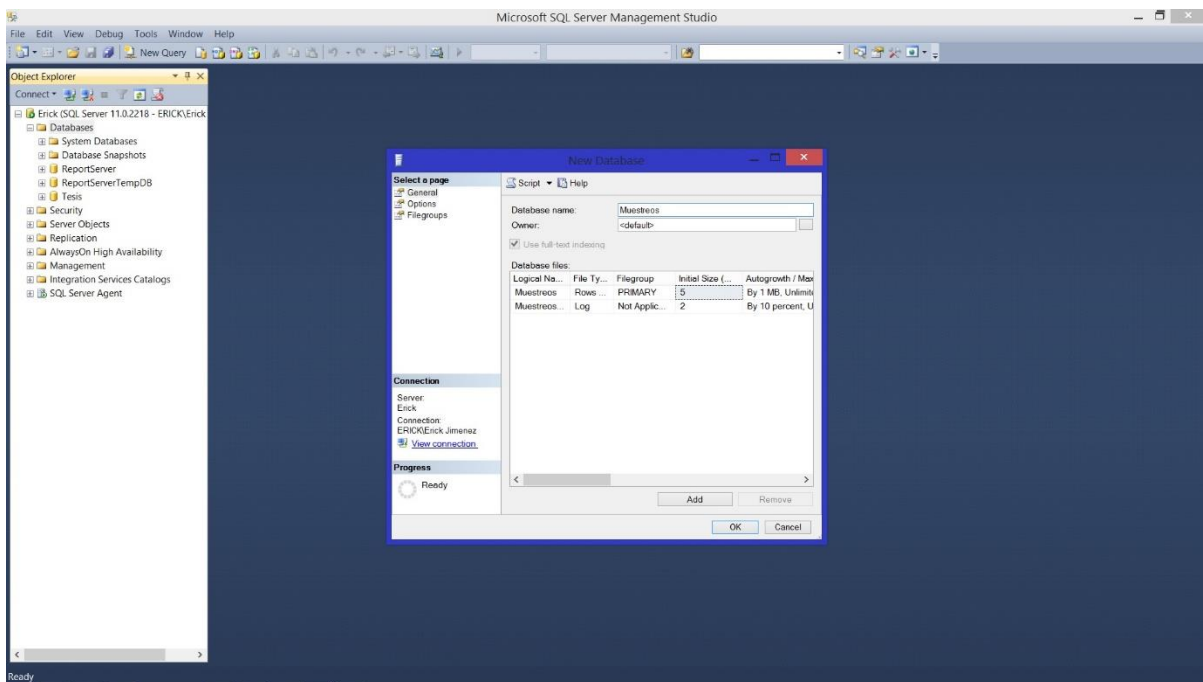 Microsoft SQL Server Management Studio
File Edit View Debug Tools Window Help
New Query
Object Explorer
Connect
Erick (SQL Server 11.0.2218 - ERICK\Erick
Databases
System Databases
Database Snapshots
ReportServer
ReportServerTempDB
Tesis
Security
Server Objects
Replication
AlwaysOn High Availability
Management
Integration Services Catalogs
SQL Server Agent
New Database
Select a page
General
Options
Filegroups
Connection
Server:
Erick
Connection:
ERICK\Erick Jimenez
View connection
Progress
Ready
Script Help
Database name: Muestreos
Owner: <default>
Use full-text indexing
Database files:
Logical Na... File Ty... Filegroup Initial Size (... Autogrowth / Max
Muestreos Rows ... PRIMARY 5 By 1 MB, Unlimit
Muestreos... Log Not Applic... 2 By 10 percent, U
Add Remove
OK Cancel
Ready